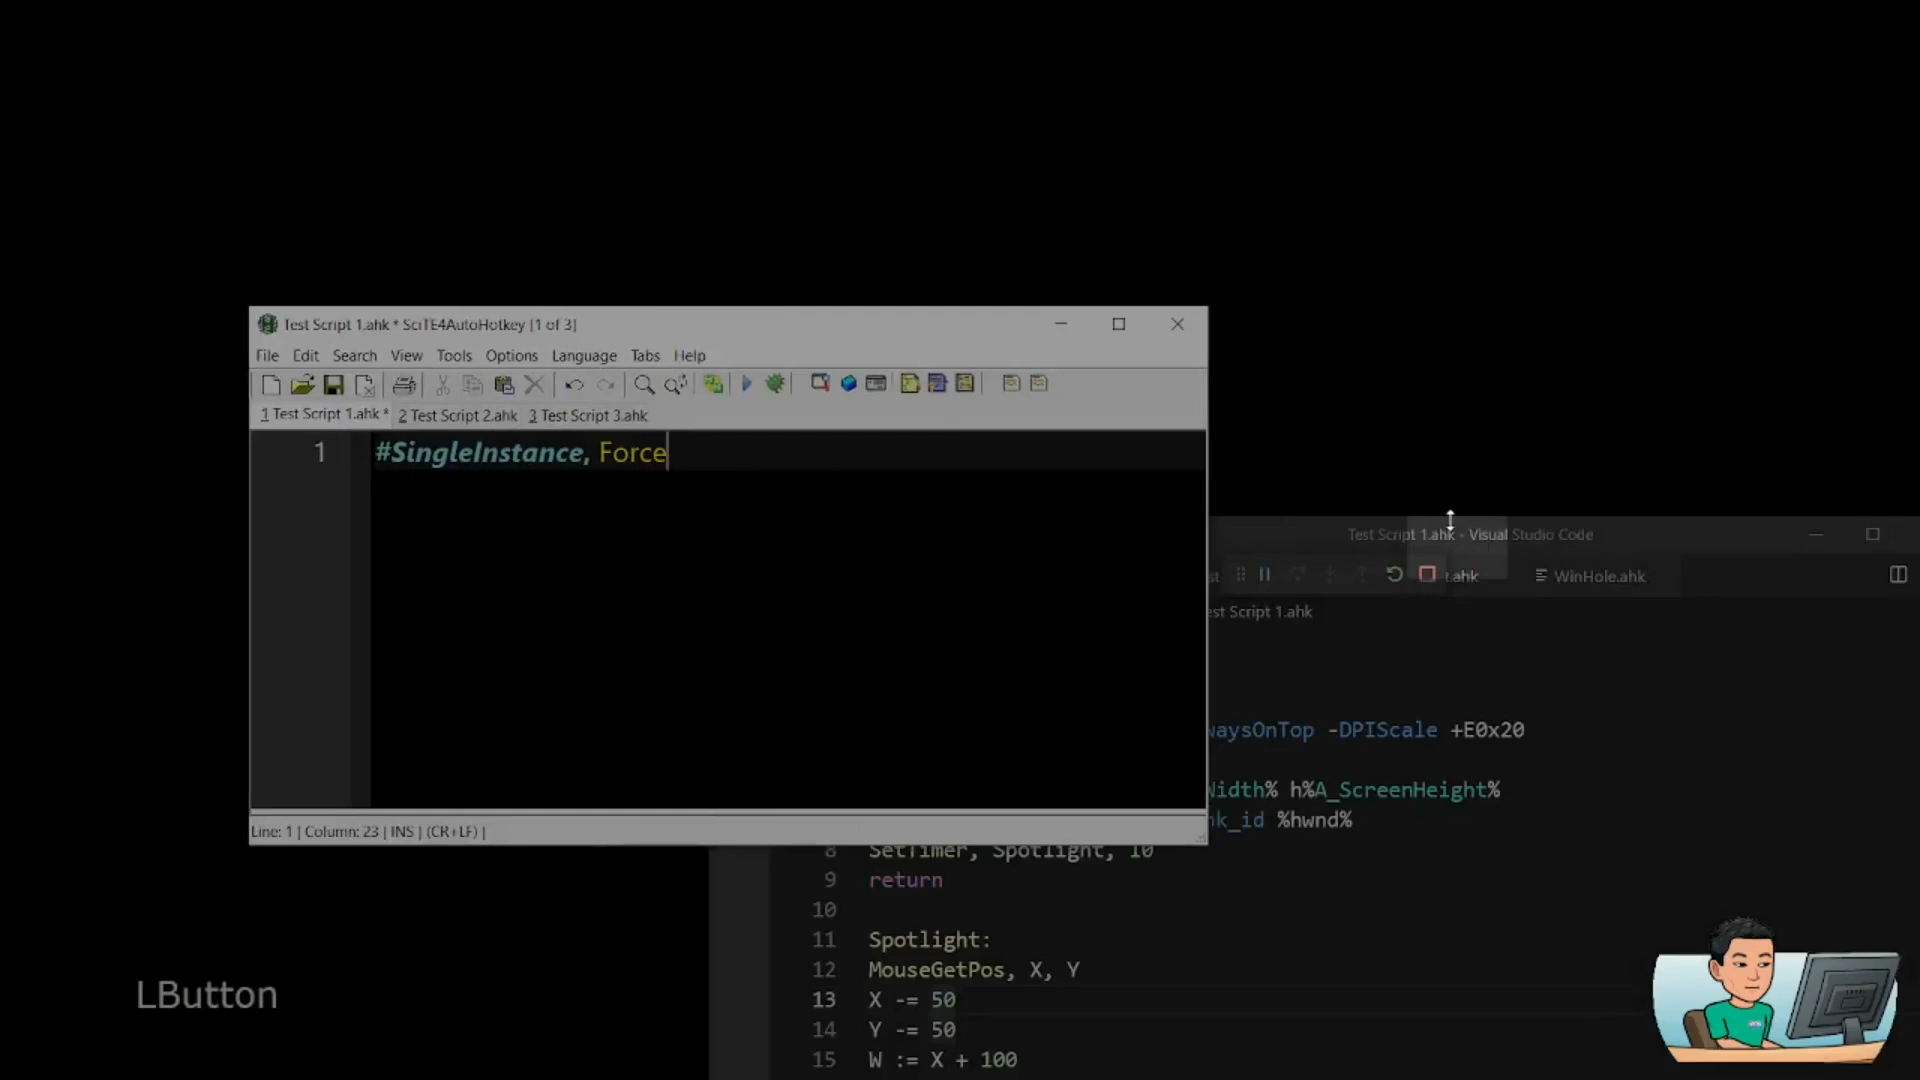 Test Script 1.ahk * SciTE4AutoHotkey [1 of 3]
File Edit Search View Tools Options Language Tabs Help
1 Test Script 1.ahk * 2 Test Script 2.ahk 3 Test Script 3.ahk
1 #SingleInstance, Force
Line: 1 | Column: 23 | INS | (CR+LF) |
Test Script 1.ahk - Visual Studio Code
st 1.ahk WinHole.ahk
est Script 1.ahk
waysOnTop -DPIScale +E0x20
Width% h%A_ScreenHeight%
hk_id %hwnd%
8 SetTimer, Spotlight, 10
9 return
10
11 Spotlight:
12 MouseGetPos, X, Y
13 X -= 50
14 Y -= 50
15 W := X + 100
LButton